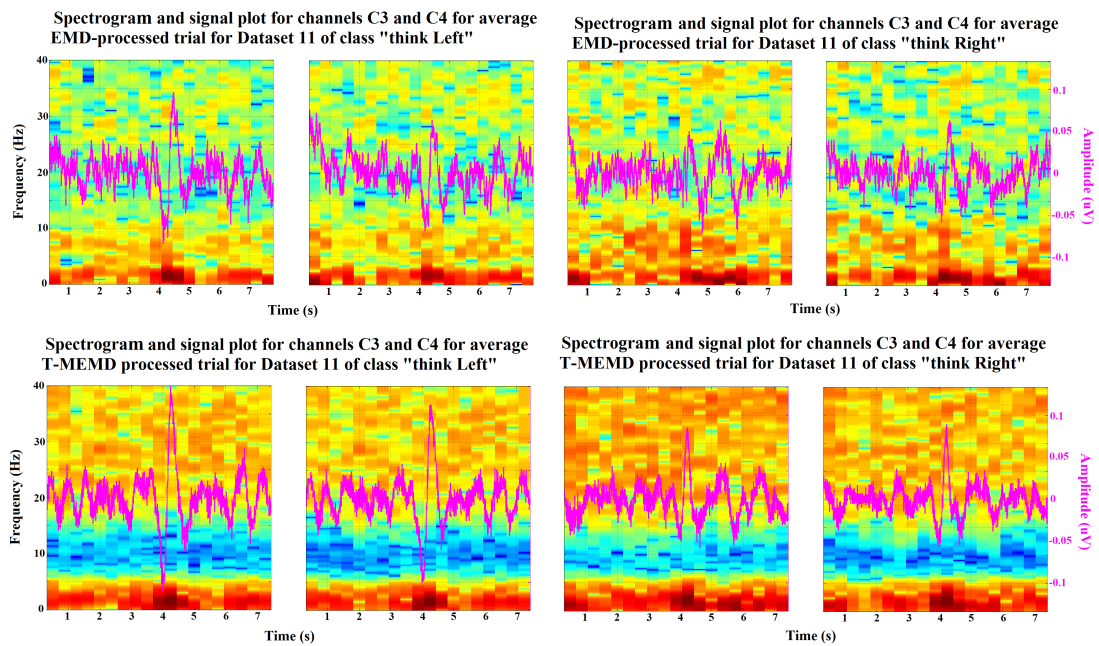 Spectrogram and signal plot for channels C3 and C4 for average
EMD-processed trial for Dataset 11 of class "think Left"
Spectrogram and signal plot for channels C3 and C4 for average
EMD-processed trial for Dataset 11 of class "think Right"
Frequency (Hz)
40
30
20
10
0
1 2 3 4 5 6 7
1 2 3 4 5 6 7
Time (s)
1 2 3 4 5 6 7
1 2 3 4 5 6 7
Time (s)
0.1
0.05
0
-0.05
-0.1
Amplitude (uV)
Spectrogram and signal plot for channels C3 and C4 for average
T-MEMD processed trial for Dataset 11 of class "think Left"
Spectrogram and signal plot for channels C3 and C4 for average
T-MEMD processed trial for Dataset 11 of class "think Right"
Frequency (Hz)
40
30
20
10
0
1 2 3 4 5 6 7
1 2 3 4 5 6 7
Time (s)
1 2 3 4 5 6 7
1 2 3 4 5 6 7
Time (s)
0.1
0.05
0
-0.05
-0.1
Amplitude (uV)